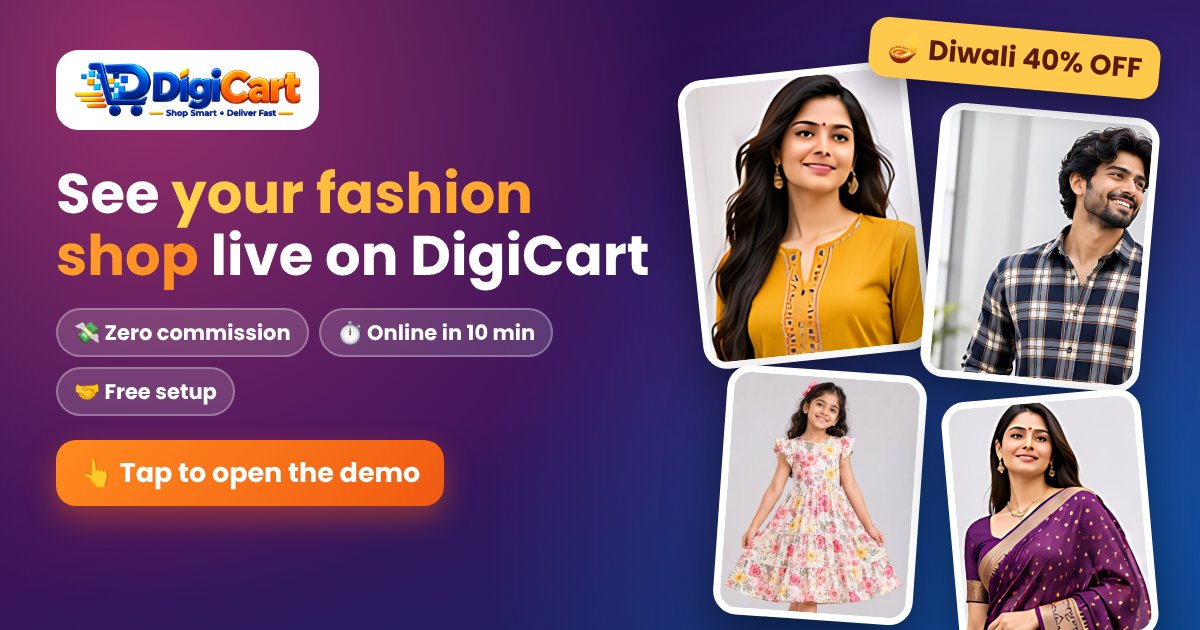 DigiCart
Shop Smart • Deliver Fast
Diwali 40% OFF
See your fashion
shop live on DigiCart
💸 Zero commission
⏱️ Online in 10 min
🤝 Free setup
👆 Tap to open the demo